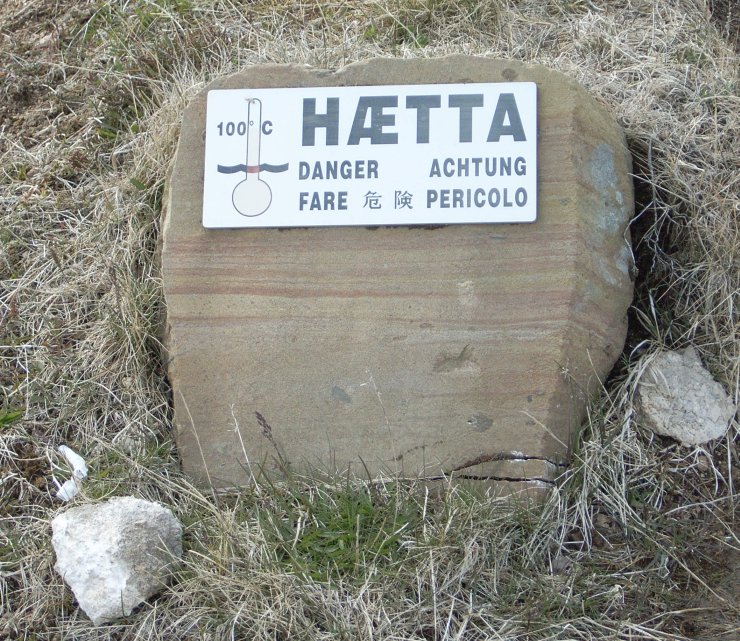 100° C
HÆTTA
DANGER ACHTUNG
FARE 危険 PERICOLO